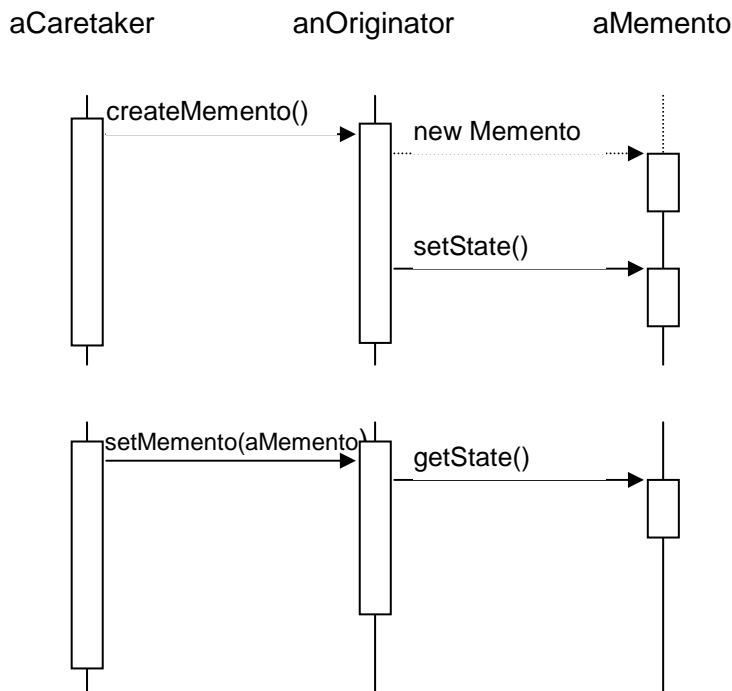 aCaretaker anOriginator aMemento
createMemento()
new Memento
setState()
setMemento(aMemento)
getState()